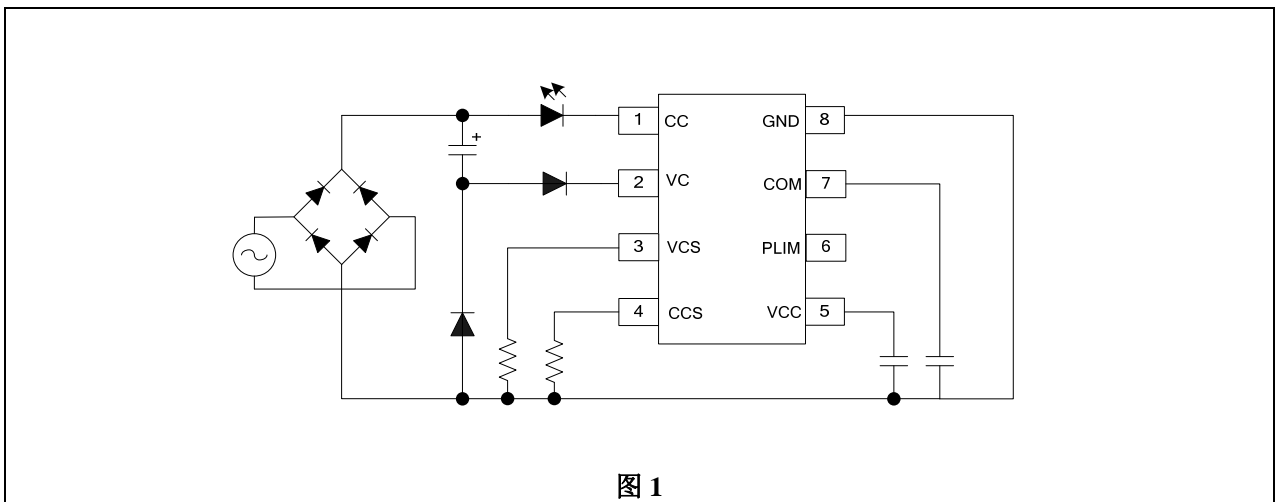 +
1 CC GND 8
2 VC COM 7
3 VCS PLIM 6
4 CCS VCC 5
图 1